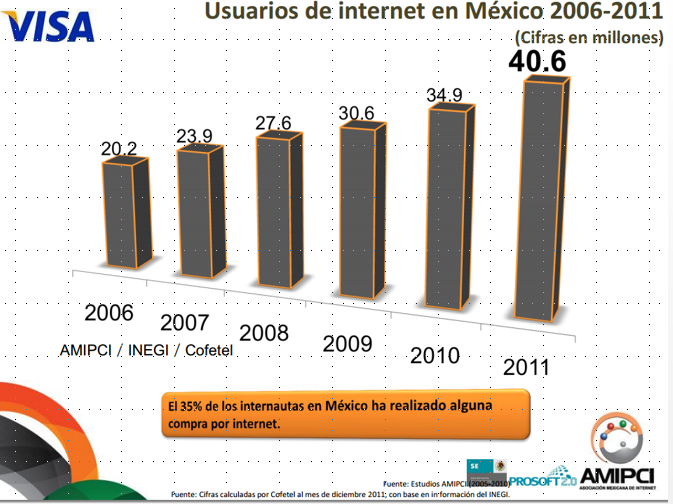 VISA
Usuarios de internet en México 2006-2011
(Cifras en millones)
40.6
34.9
30.6
27.6
23.9
20.2
2006
2007
2008
2009
2010
2011
AMIPCI / INEGI / Cofetel
El 35% de los internautas en México ha realizado alguna
compra por internet.
SE
PROSOFT 2.0
AMIPCI
ASOCIACIÓN MEXICANA DE INTERNET
Fuente: Estudios AMIPCI (2005-2010)
Fuente: Cifras calculadas por Cofetel al mes de diciembre 2011; con base en información del INEGI.